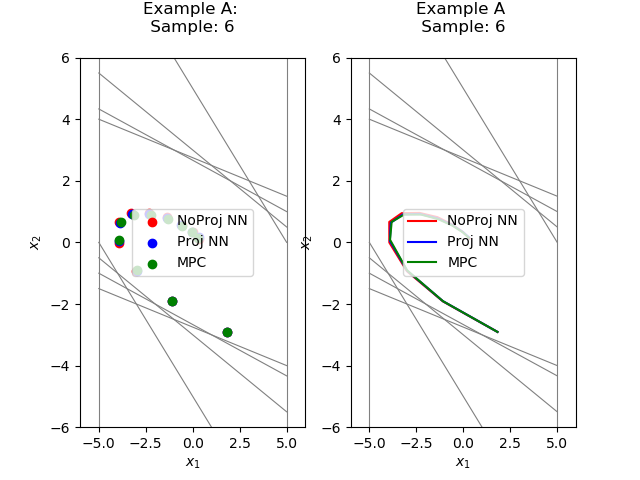 Example A:
Sample: 6
6
4
2
0
−2
−4
−6
x₂
NoProj NN
Proj NN
MPC
−5.0
−2.5
0.0
2.5
5.0
x₁
Example A
Sample: 6
6
4
2
0
−2
−4
−6
x₂
NoProj NN
Proj NN
MPC
−5.0
−2.5
0.0
2.5
5.0
x₁